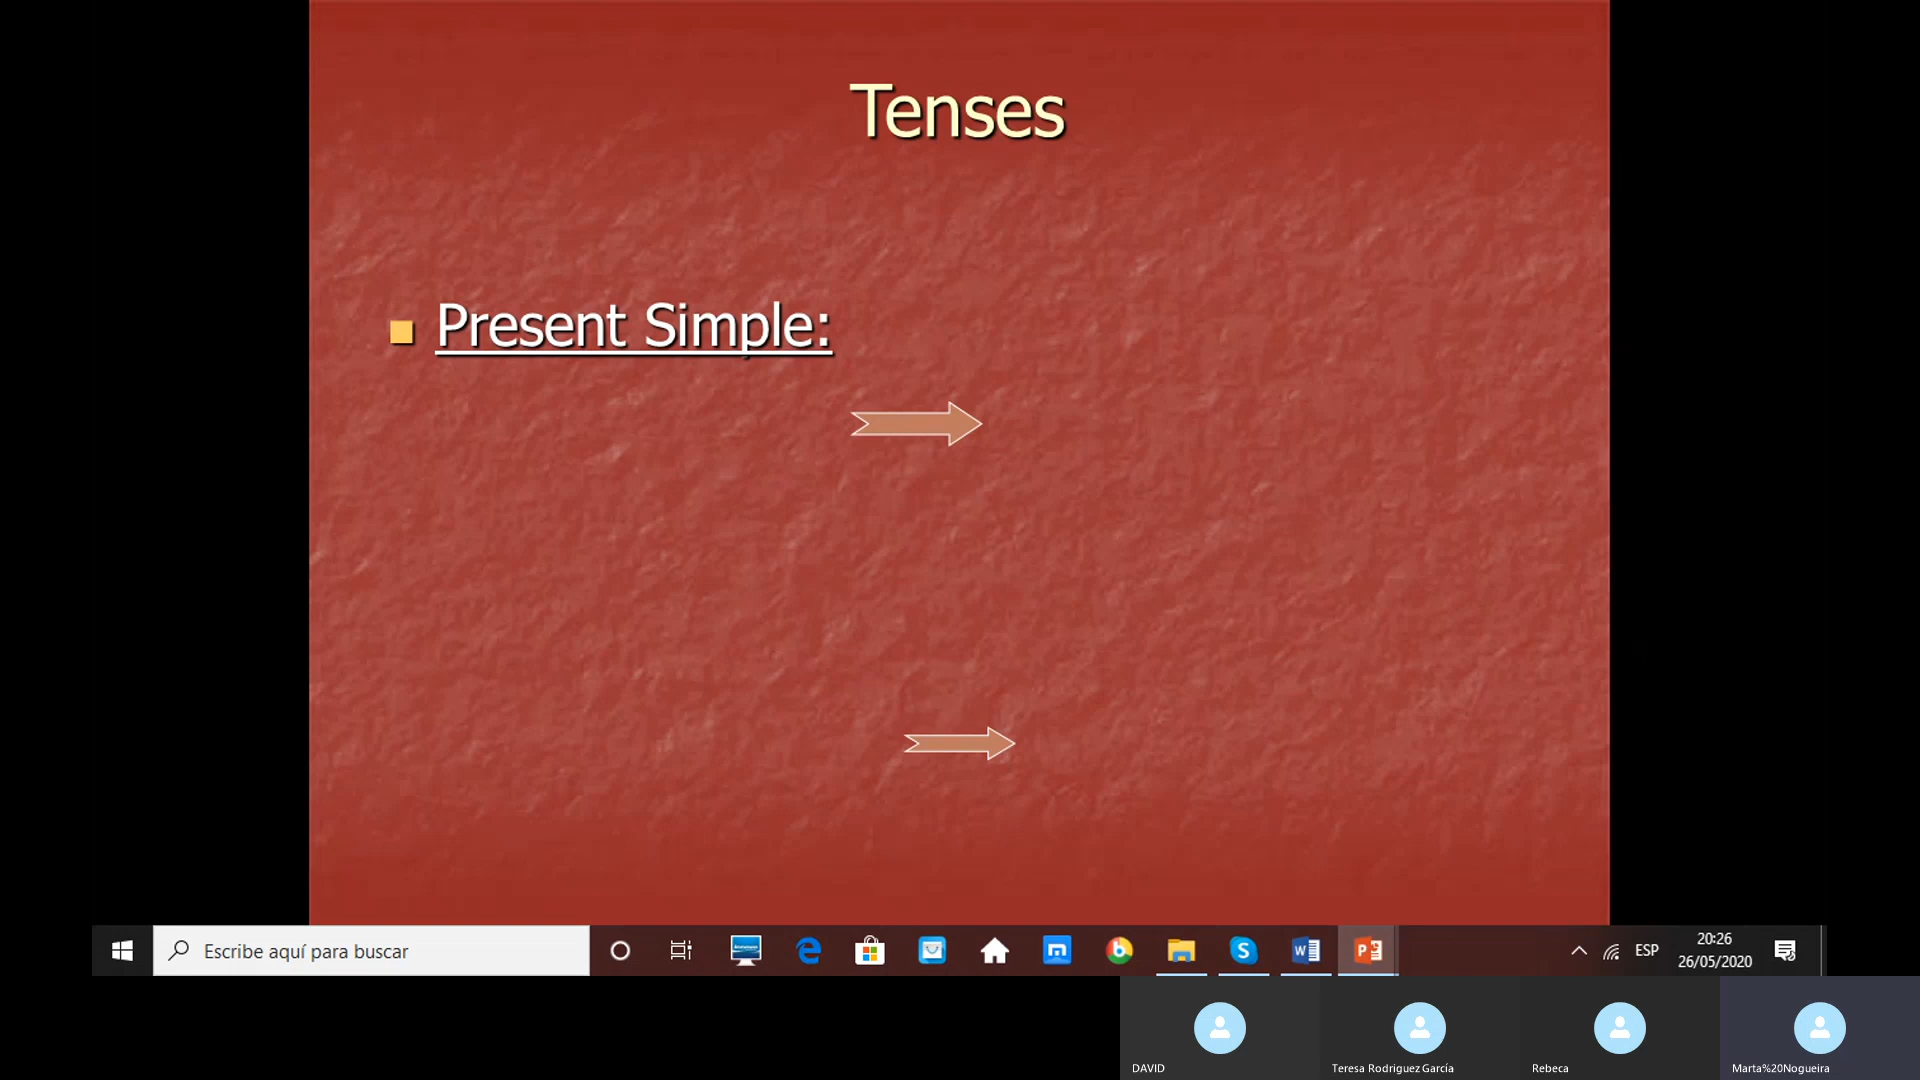 Tenses
Present Simple:
Escribe aquí para buscar
ESP
20:26
26/05/2020
DAVID
Teresa Rodriguez García
Rebeca
Marta%20Nogueira